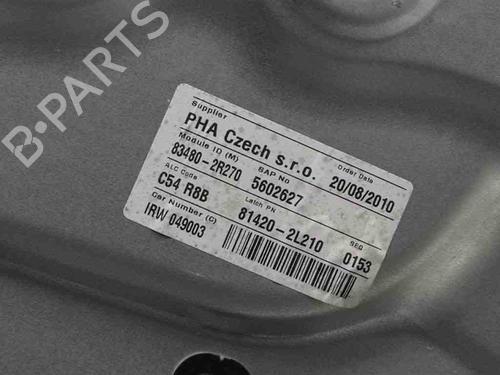 B-PARTS
Supplier
PHA Czech s.r.o.
Order Date
20/08/2010
Module ID (M)
83480-2R270
SAP No
5602627
ALC Code
C54 R8B
Latch PN
81420-2L210
SEQ
0153
Car Number (C)
IRW 049003